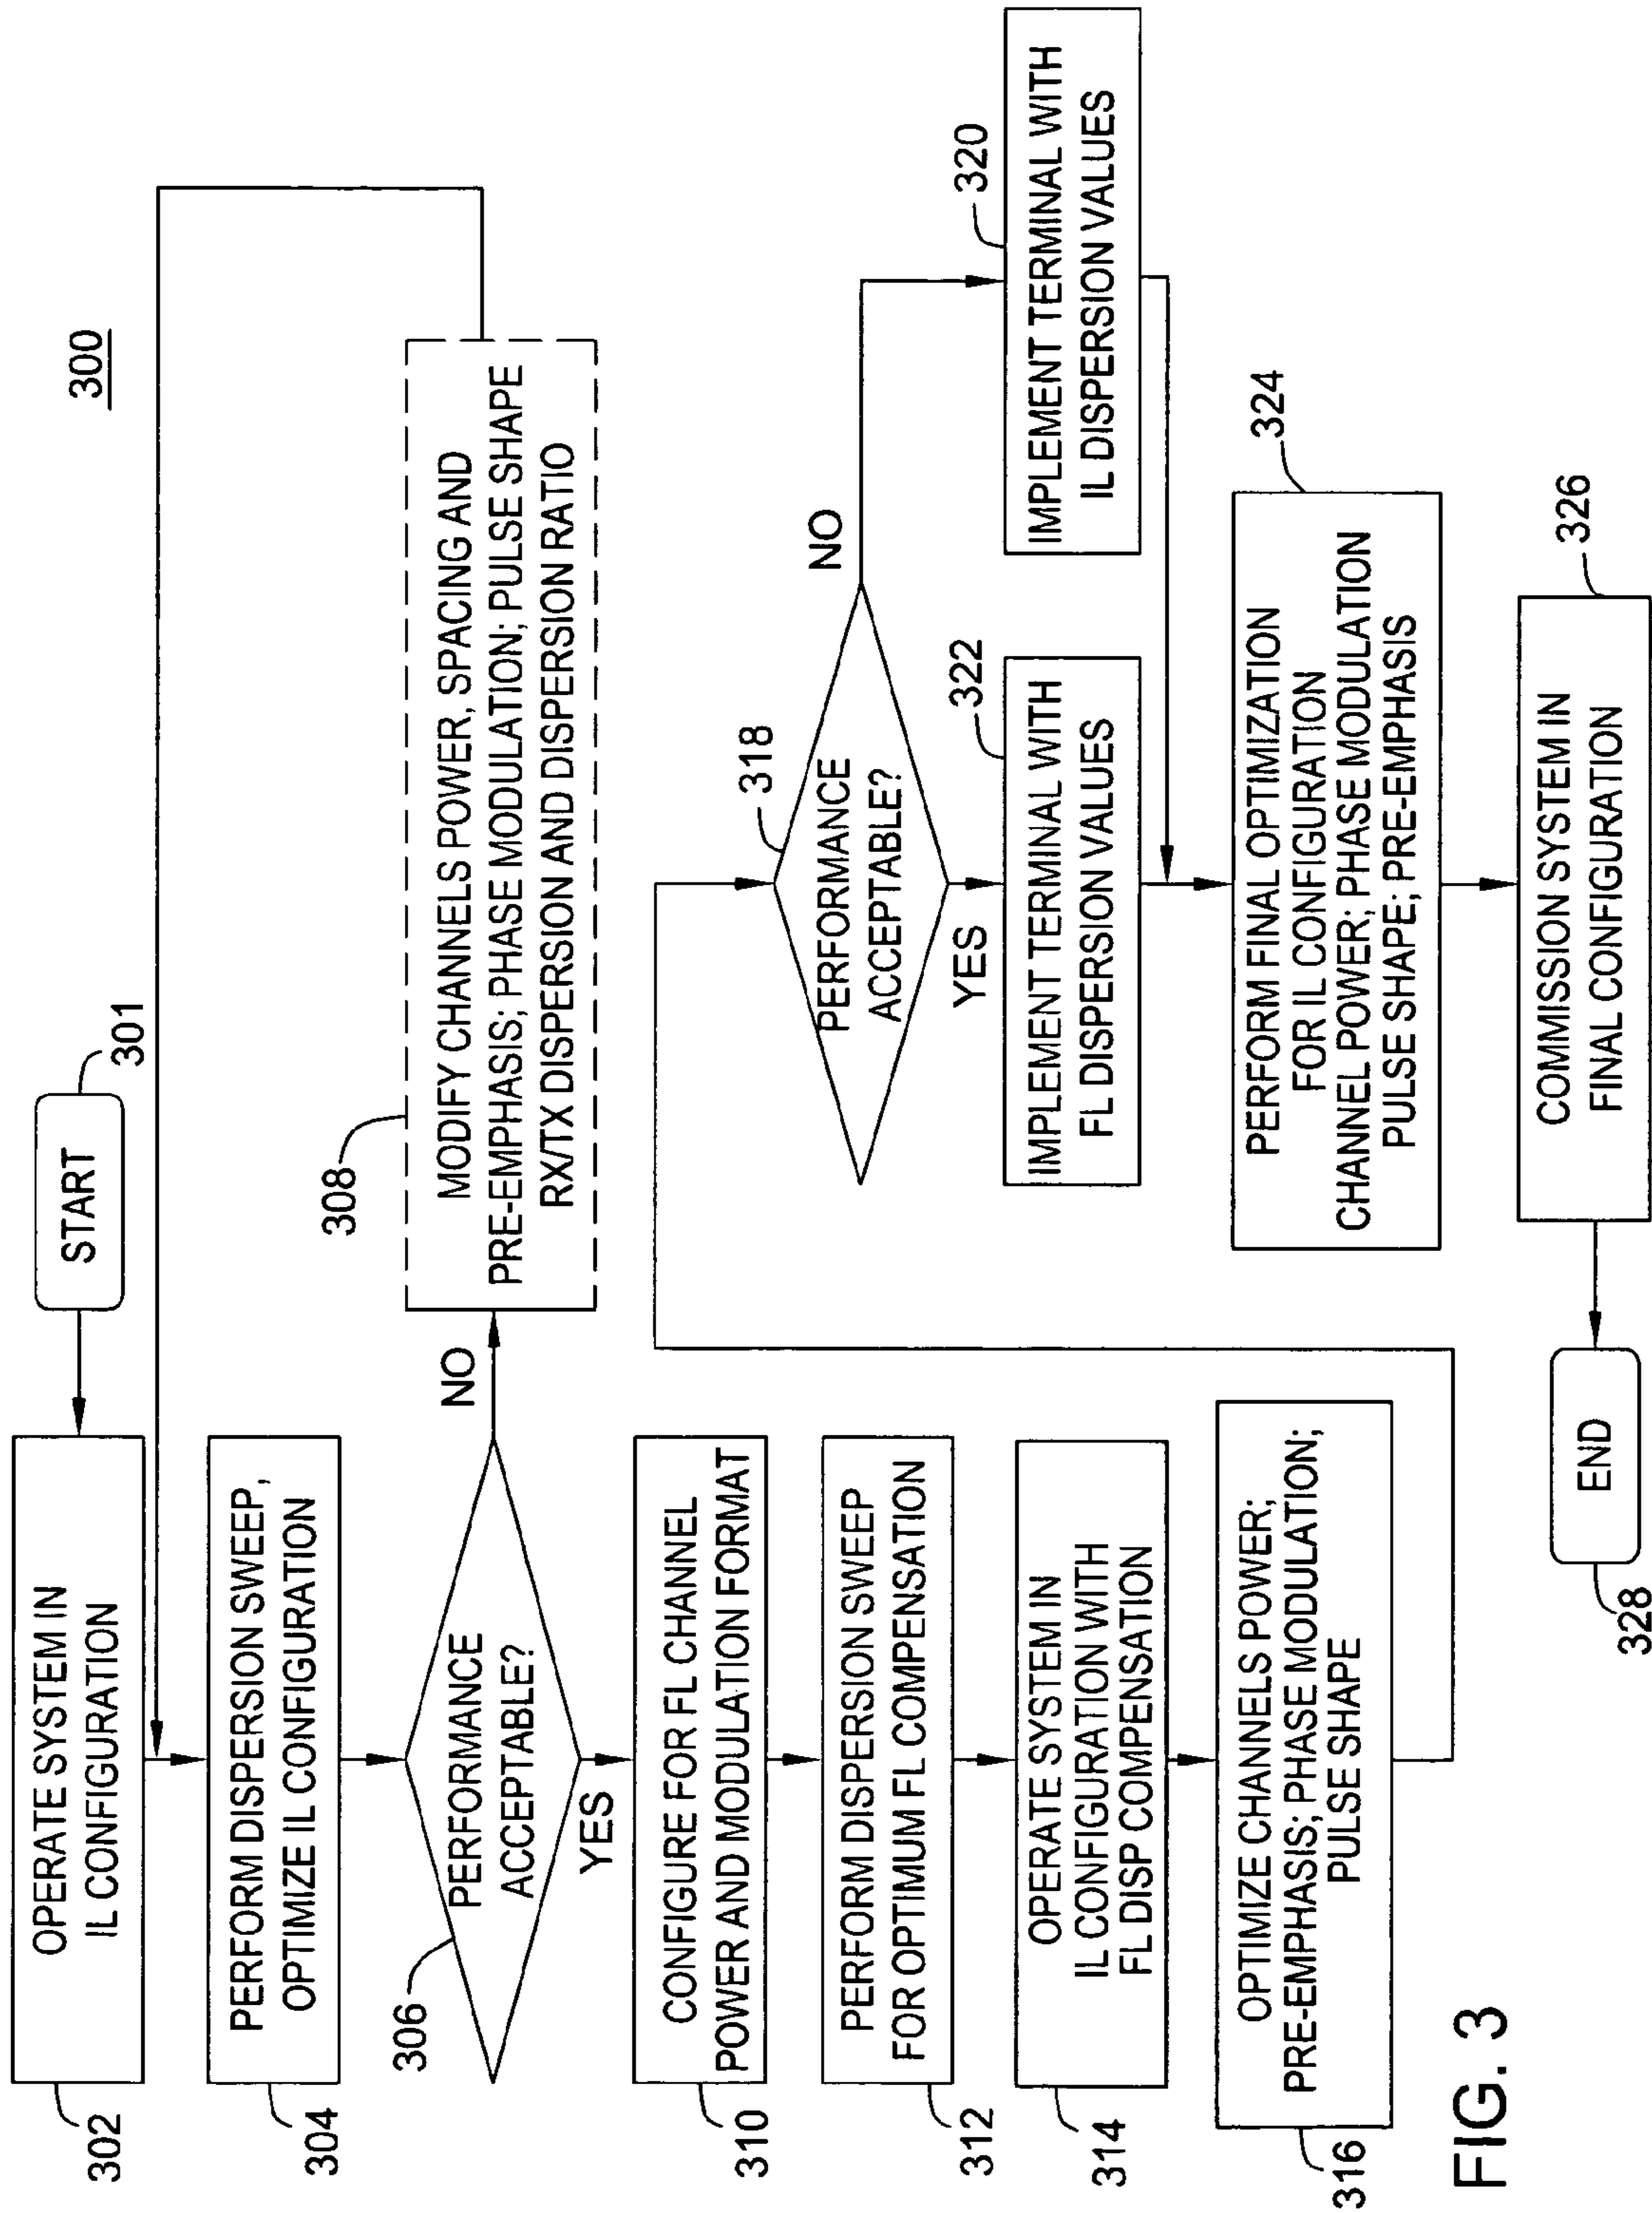 300
START
301
OPERATE SYSTEM IN
IL CONFIGURATION
302
PERFORM DISPERSION SWEEP,
OPTIMIZE IL CONFIGURATION
304
PERFORMANCE
ACCEPTABLE?
306
NO
YES
MODIFY CHANNELS POWER, SPACING AND
PRE-EMPHASIS; PHASE MODULATION; PULSE SHAPE
RX/TX DISPERSION AND DISPERSION RATIO
308
CONFIGURE FOR FL CHANNEL
POWER AND MODULATION FORMAT
310
PERFORM DISPERSION SWEEP
FOR OPTIMUM FL COMPENSATION
312
OPERATE SYSTEM IN
IL CONFIGURATION WITH
FL DISP COMPENSATION
314
OPTIMIZE CHANNELS POWER;
PRE-EMPHASIS; PHASE MODULATION;
PULSE SHAPE
316
PERFORMANCE
ACCEPTABLE?
318
NO
YES
IMPLEMENT TERMINAL WITH
IL DISPERSION VALUES
320
IMPLEMENT TERMINAL WITH
FL DISPERSION VALUES
322
PERFORM FINAL OPTIMIZATION
FOR IL CONFIGURATION
CHANNEL POWER; PHASE MODULATION
PULSE SHAPE; PRE-EMPHASIS
324
COMMISSION SYSTEM IN
FINAL CONFIGURATION
326
END
328
FIG. 3